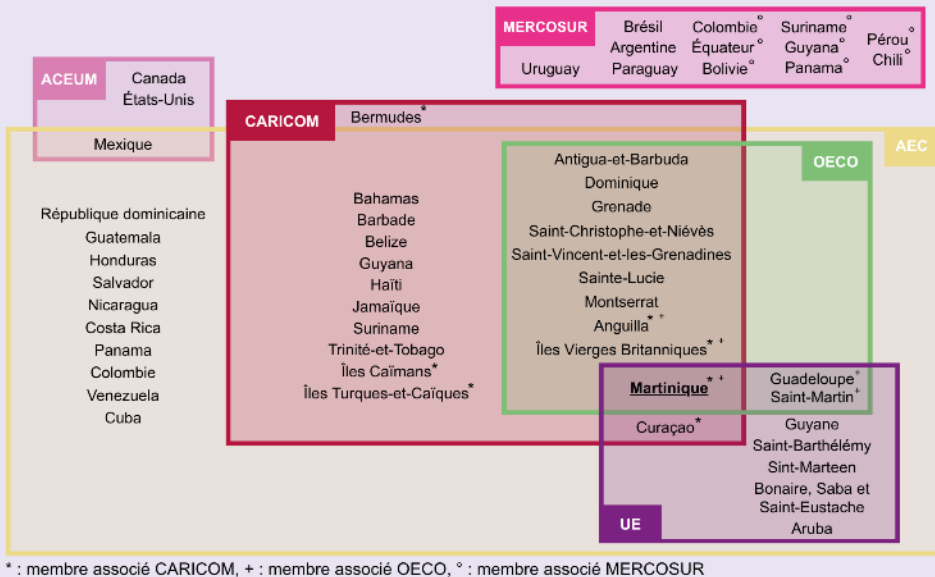 MERCOSUR
Uruguay
Brésil
Argentine
Paraguay
Colombie°
Équateur°
Bolivie°
Suriname°
Guyana°
Panama°
Pérou°
Chili°
ACEUM
Canada
États-Unis
Mexique
CARICOM
Bermudes*
AEC
OECO
République dominicaine
Guatemala
Honduras
Salvador
Nicaragua
Costa Rica
Panama
Colombie
Venezuela
Cuba
Bahamas
Barbade
Belize
Guyana
Haïti
Jamaïque
Suriname
Trinité-et-Tobago
Îles Caïmans*
Îles Turques-et-Caïques*
Antigua-et-Barbuda
Dominique
Grenade
Saint-Christophe-et-Niévès
Saint-Vincent-et-les-Grenadines
Sainte-Lucie
Montserrat
Anguilla* +
Îles Vierges Britanniques* +
Martinique* +
Curaçao*
Guadeloupe+
Saint-Martin+
Guyane
Saint-Barthélémy
Sint-Marteen
Bonaire, Saba et
Saint-Eustache
Aruba
UE
* : membre associé CARICOM, + : membre associé OECO, ° : membre associé MERCOSUR